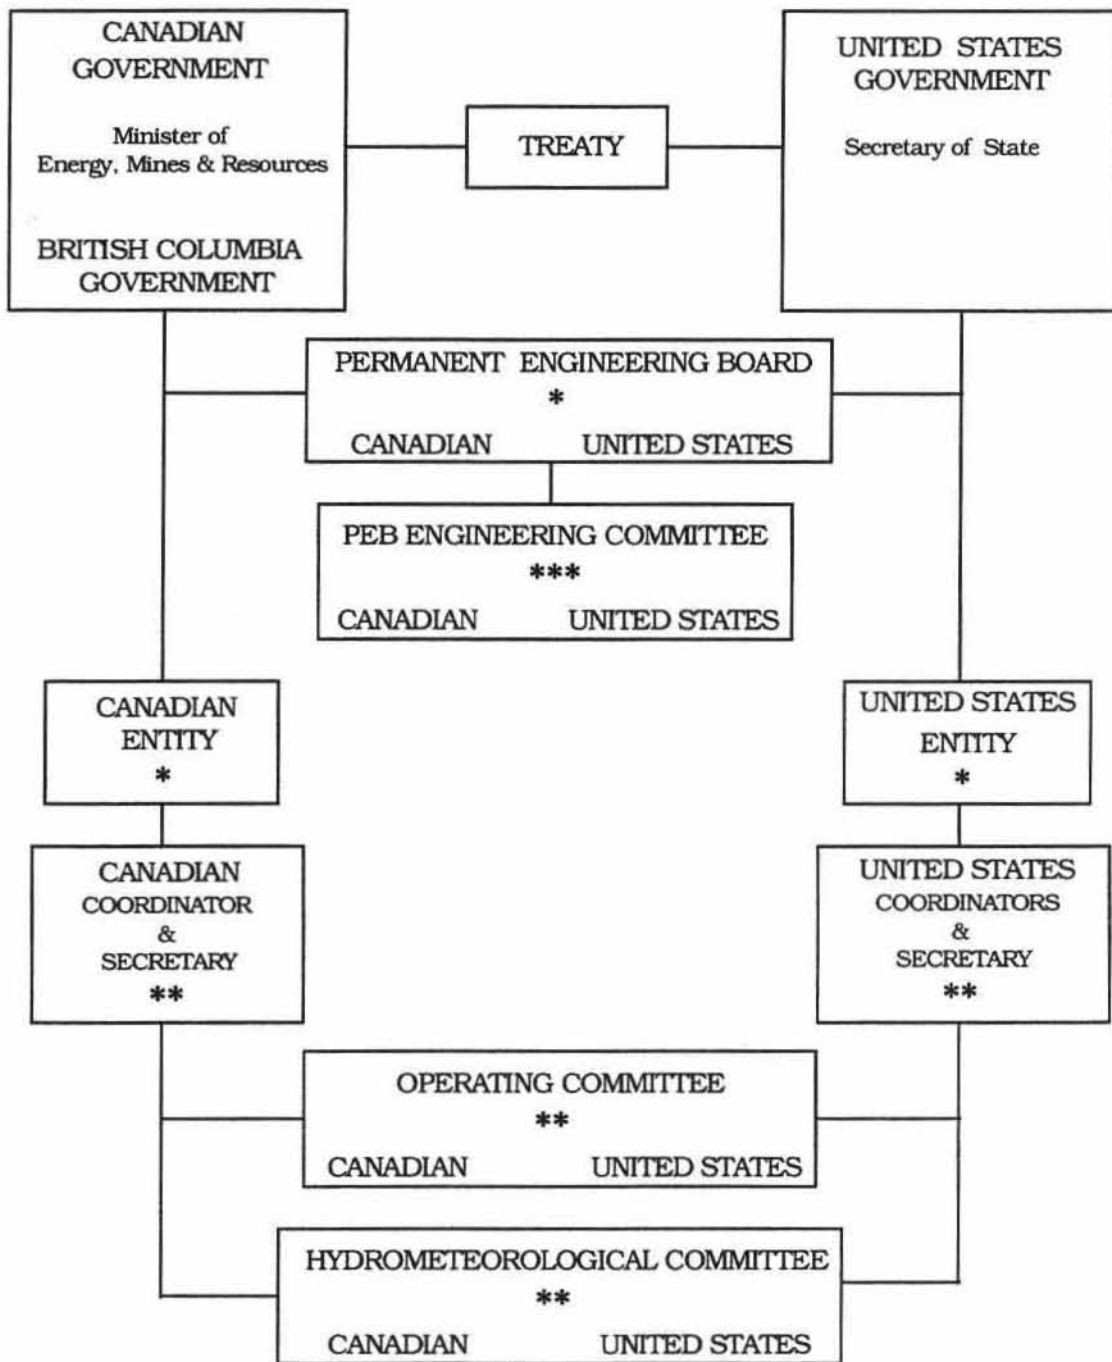 CANADIAN
GOVERNMENT
Minister of
Energy, Mines & Resources
BRITISH COLUMBIA
GOVERNMENT
TREATY
UNITED STATES
GOVERNMENT
Secretary of State
PERMANENT ENGINEERING BOARD
*
CANADIAN UNITED STATES
PEB ENGINEERING COMMITTEE
***
CANADIAN UNITED STATES
CANADIAN
ENTITY
*
UNITED STATES
ENTITY
*
CANADIAN
COORDINATOR
&
SECRETARY
**
UNITED STATES
COORDINATORS
&
SECRETARY
**
OPERATING COMMITTEE
**
CANADIAN UNITED STATES
HYDROMETEOROLOGICAL COMMITTEE
**
CANADIAN UNITED STATES